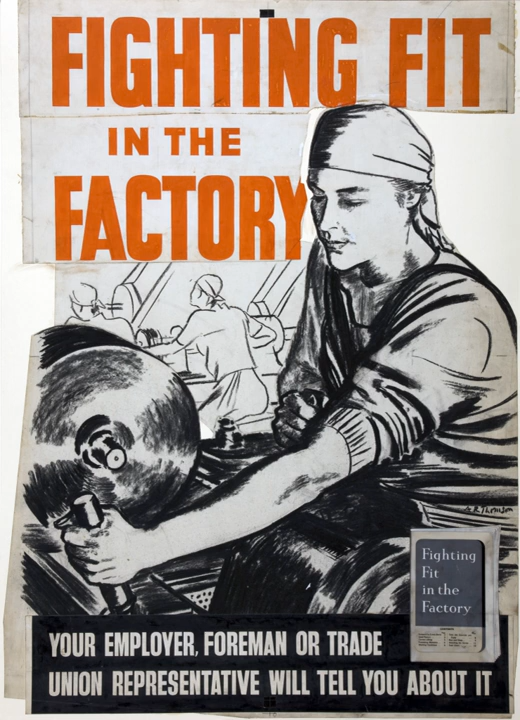 FIGHTING FIT
IN THE
FACTORY
A R Thomson
Fighting
Fit
in the
Factory
YOUR EMPLOYER, FOREMAN OR TRADE
UNION REPRESENTATIVE WILL TELL YOU ABOUT IT